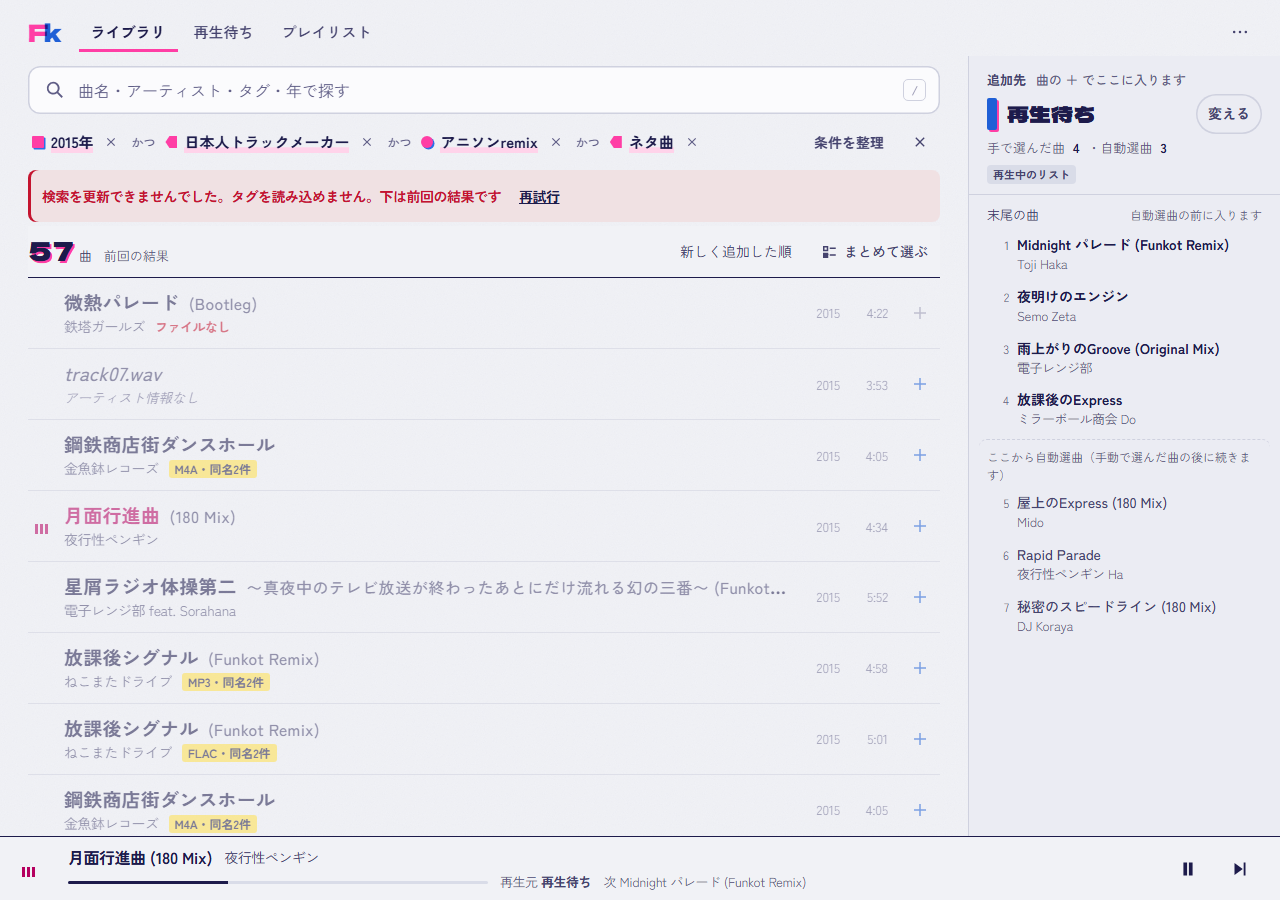 Fk ライブラリ 再生待ち プレイリスト ...
曲名・アーティスト・タグ・年で探す /
2015年 × かつ 日本人トラックメーカー × かつ アニソンremix × かつ ネタ曲 × 条件を整理 ×
検索を更新できませんでした。タグを読み込めません。下は前回の結果です 再試行
57 曲 前回の結果 新しく追加した順 まとめて選ぶ
微熱パレード (Bootleg)
鉄塔ガールズ ファイルなし
2015 4:22 +
track07.wav
アーティスト情報なし
2015 3:53 +
鋼鉄商店街ダンスホール
金魚鉢レコーズ M4A・同名2件
2015 4:05 +
月面行進曲 (180 Mix)
夜行性ペンギン
2015 4:34 +
星屑ラジオ体操第二 〜真夜中のテレビ放送が終わったあとにだけ流れる幻の三番〜 (Funkot...
電子レンジ部 feat. Sorahana
2015 5:52 +
放課後シグナル (Funkot Remix)
ねこまたドライブ MP3・同名2件
2015 4:58 +
放課後シグナル (Funkot Remix)
ねこまたドライブ FLAC・同名2件
2015 5:01 +
鋼鉄商店街ダンスホール
金魚鉢レコーズ M4A・同名2件
2015 4:05 +
追加先 曲の + でここに入ります
再生待ち 変える
手で選んだ曲 4 ・自動選曲 3
再生中のリスト
末尾の曲 自動選曲の前に入ります
1 Midnight パレード (Funkot Remix)
Toji Haka
2 夜明けのエンジン
Semo Zeta
3 雨上がりのGroove (Original Mix)
電子レンジ部
4 放課後のExpress
ミラーボール商会 Do
ここから自動選曲（手動で選んだ曲の後に続きま
す）
5 屋上のExpress (180 Mix)
Mido
6 Rapid Parade
夜行性ペンギン Ha
7 秘密のスピードライン (180 Mix)
DJ Koraya
月面行進曲 (180 Mix) 夜行性ペンギン
再生元 再生待ち 次 Midnight パレード (Funkot Remix)